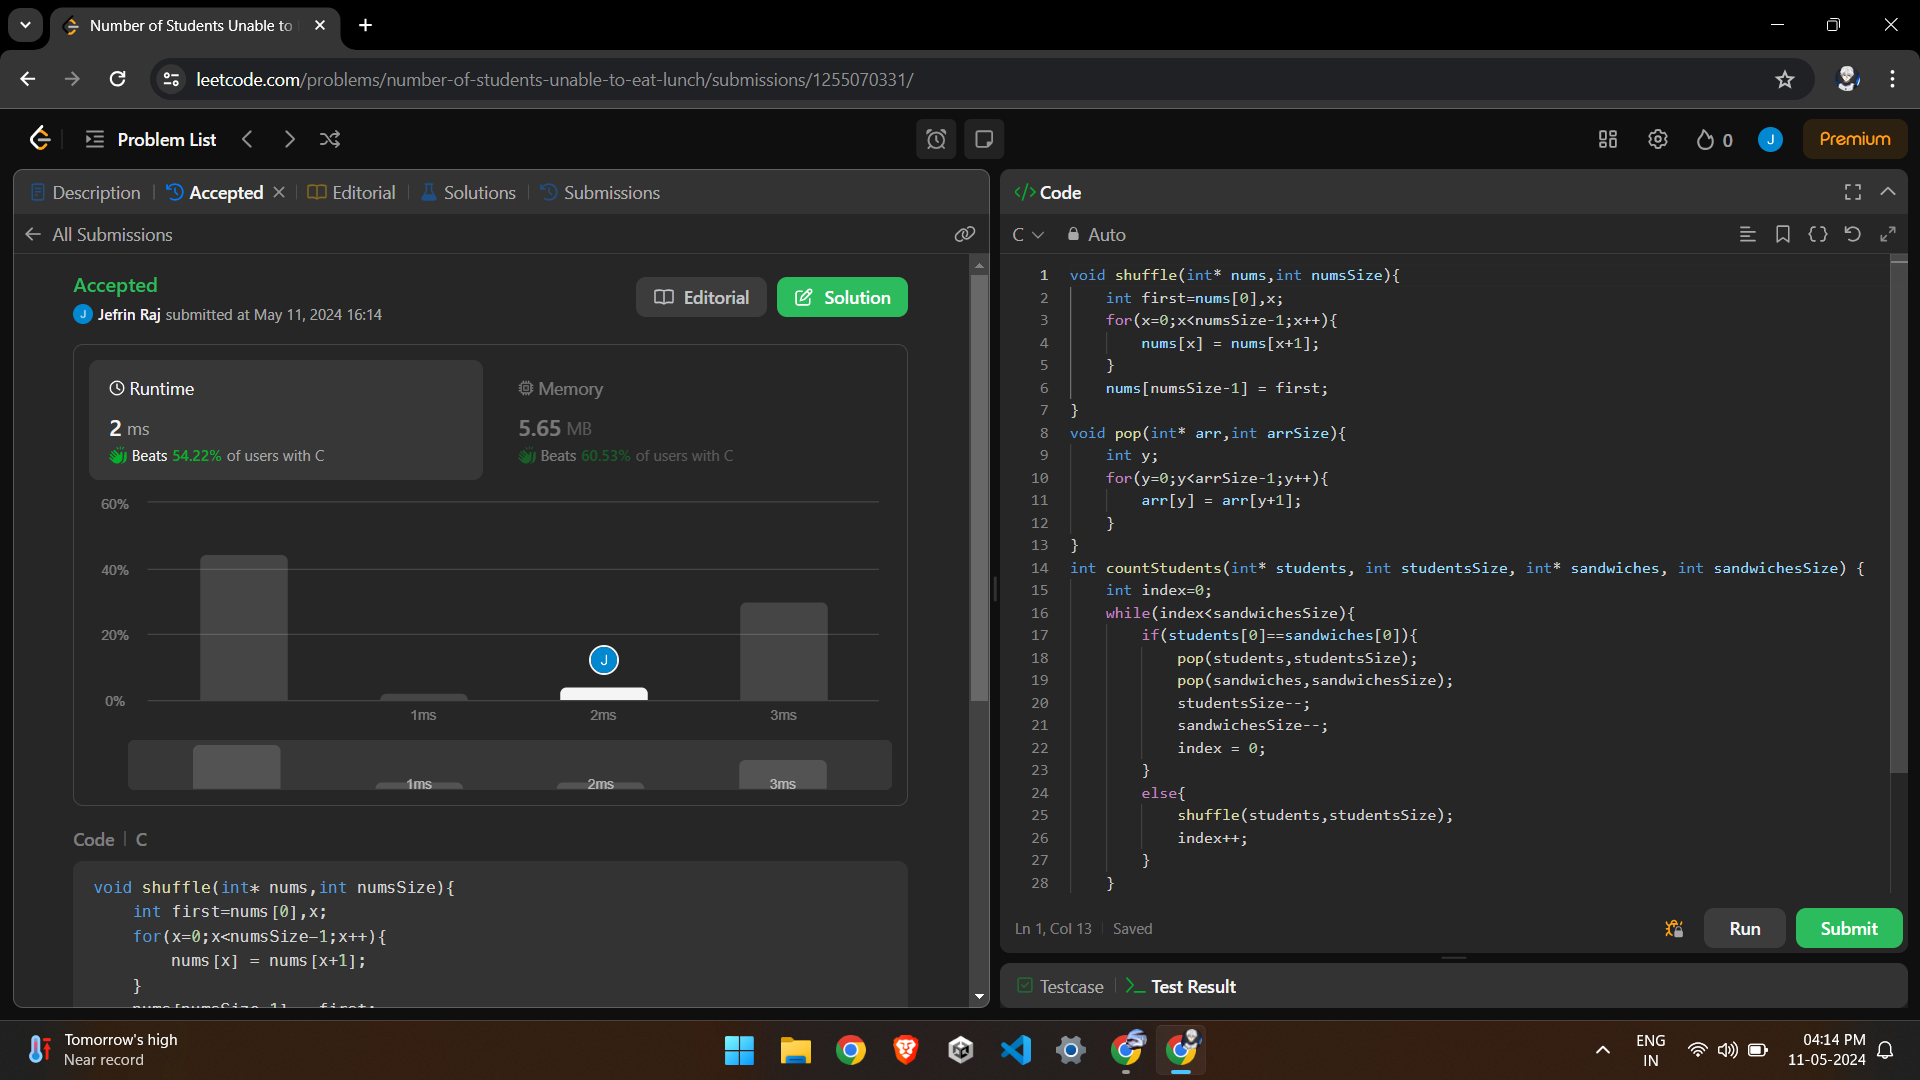 Number of Students Unable to
leetcode.com/problems/number-of-students-unable-to-eat-lunch/submissions/1255070331/
Problem List
0
J
Premium
Description
Accepted
Editorial
Solutions
Submissions
All Submissions
Accepted
J Jefrin Raj submitted at May 11, 2024 16:14
Editorial
Solution
Runtime
2 ms
Beats 54.22% of users with C
Memory
5.65 MB
Beats 60.53% of users with C
60%
40%
20%
0%
J
1ms
2ms
3ms
1ms
2ms
3ms
Code | C
void shuffle(int* nums,int numsSize){
int first=nums[0],x;
for(x=0;x<numsSize-1;x++){
nums[x] = nums[x+1];
}
nums[numsSize-1] = first;
</> Code
C
Auto
1 void shuffle(int* nums,int numsSize){
2 int first=nums[0],x;
3 for(x=0;x<numsSize-1;x++){
4 nums[x] = nums[x+1];
5 }
6 nums[numsSize-1] = first;
7 }
8 void pop(int* arr,int arrSize){
9 int y;
10 for(y=0;y<arrSize-1;y++){
11 arr[y] = arr[y+1];
12 }
13 }
14 int countStudents(int* students, int studentsSize, int* sandwiches, int sandwichesSize) {
15 int index=0;
16 while(index<sandwichesSize){
17 if(students[0]==sandwiches[0]){
18 pop(students,studentsSize);
19 pop(sandwiches,sandwichesSize);
20 studentsSize--;
21 sandwichesSize--;
22 index = 0;
23 }
24 else{
25 shuffle(students,studentsSize);
26 index++;
27 }
28 }
Ln 1, Col 13
Saved
Run
Submit
Testcase
Test Result
Tomorrow's high
Near record
ENG
IN
04:14 PM
11-05-2024